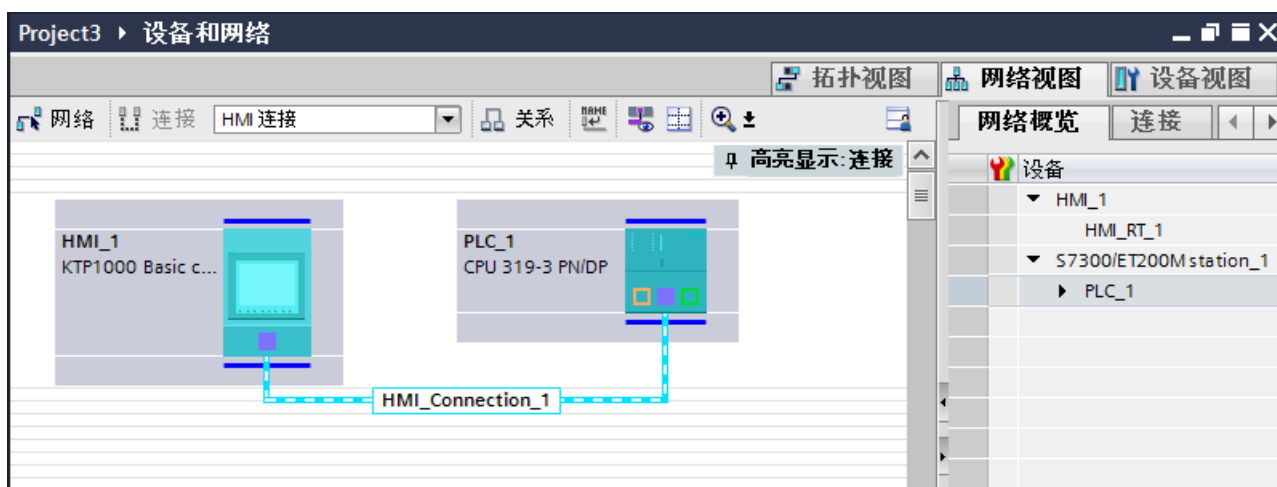 Project3 ▸ 设备和网络
拓扑视图 网络视图 设备视图
网络 连接 HMI 连接 关系 NAME
网络概览 连接
高亮显示:连接
设备
HMI_1
HMI_RT_1
S7300/ET200M station_1
PLC_1
HMI_1
KTP1000 Basic c...
PLC_1
CPU 319-3 PN/DP
HMI_Connection_1